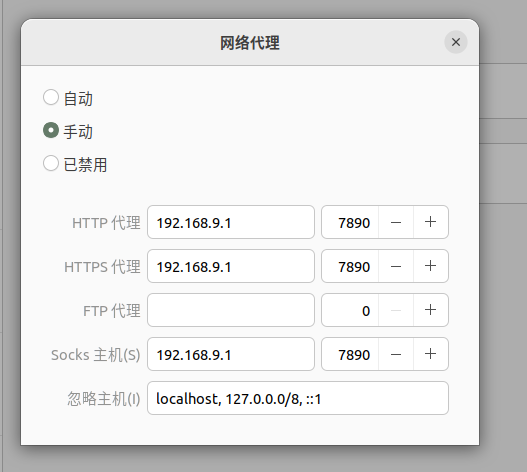 网络代理
自动
手动
已禁用
HTTP 代理 192.168.9.1 7890 − +
HTTPS 代理 192.168.9.1 7890 − +
FTP 代理 0 − +
Socks 主机(S) 192.168.9.1 7890 − +
忽略主机(I) localhost, 127.0.0.0/8, ::1